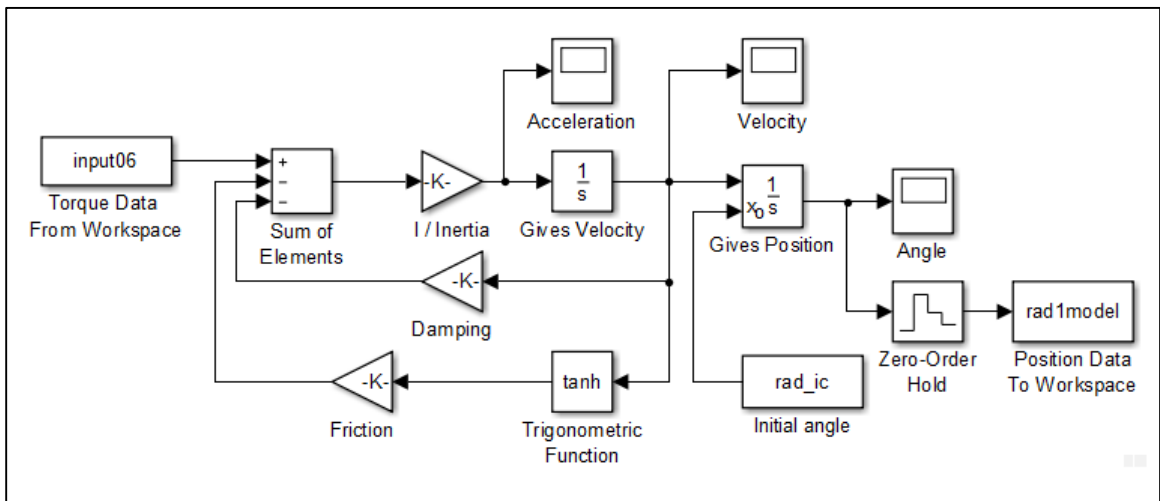 Acceleration
Velocity
input06
Torque Data
From Workspace
+
−
−
Sum of
Elements
-K-
I / Inertia
1
s
Gives Velocity
1
s
x0
Gives Position
Angle
-K-
Damping
Zero-Order
Hold
rad1model
Position Data
To Workspace
-K-
Friction
tanh
Trigonometric
Function
rad_ic
Initial angle